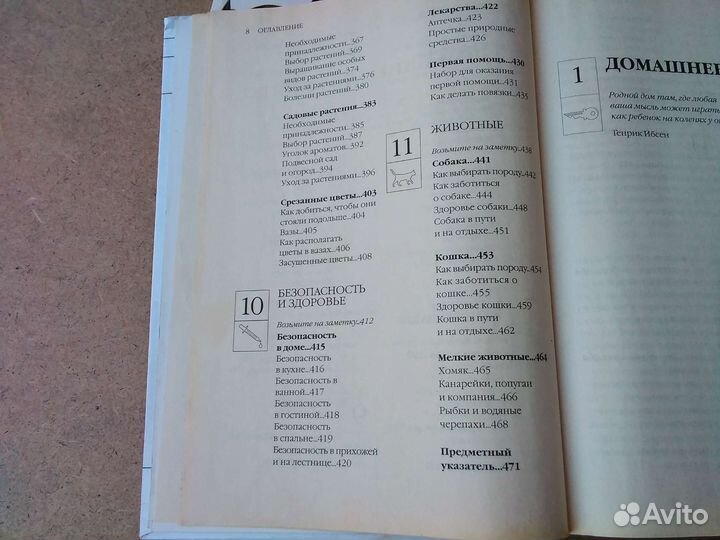 8 ОГЛАВЛЕНИЕ
Необходимые
принадлежности...367
Выбор растений...369
Выращивание особых
видов растений...374
Уход за растениями...376
Болезни растений...380
Садовые растения...383
Необходимые
принадлежности...385
Выбор растений...387
Уголок ароматов...392
Подвесной сад
и огород...394
Уход за растениями...396
Срезанные цветы...403
Как добиться, чтобы они
стояли подольше...404
Вазы...405
Как располагать
цветы в вазах...406
Засушенные цветы...408
10
БЕЗОПАСНОСТЬ
И ЗДОРОВЬЕ
Возьмите на заметку...412
Безопасность
в доме...415
Безопасность
в кухне...416
Безопасность в
ванной...417
Безопасность
в гостиной...418
Безопасность
в спальне...419
Безопасность в прихожей
и на лестнице...420
Лекарства...422
Аптечка...423
Простые природные
средства...426
Первая помощь...430
Набор для оказания
первой помощи...431
Как делать повязки...435
11
ЖИВОТНЫЕ
Возьмите на заметку...438
Собака...441
Как выбирать породу...442
Как заботиться
о собаке...444
Здоровье собаки...448
Собака в пути
и на отдыхе...451
Кошка...453
Как выбирать породу...454
Как заботиться о
кошке...455
Здоровье кошки...459
Кошка в пути
и на отдыхе...462
Мелкие животные...464
Хомяк...465
Канарейки, попугаи
и компания...466
Рыбки и водяные
черепахи...468
Предметный
указатель...471
1
ДОМАШНЕ
Родной дом там, где любая
ваша мысль может играть
как ребенок на коленях у о
Генрик Ибсен
Avito